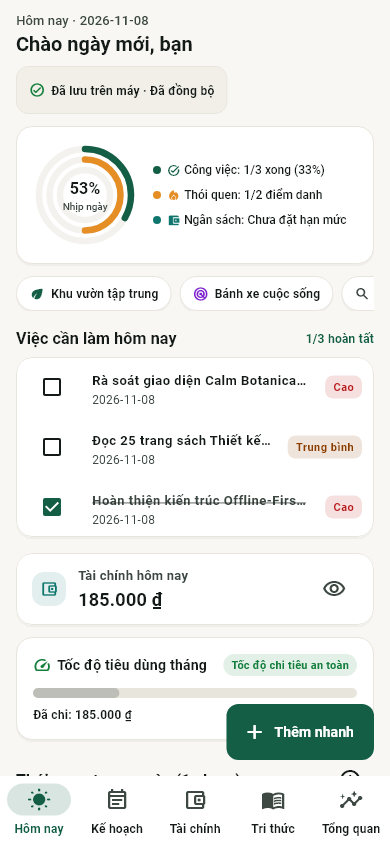 Hôm nay · 2026-11-08
Chào ngày mới, bạn
Đã lưu trên máy · Đã đồng bộ
53%
Nhịp ngày
Công việc: 1/3 xong (33%)
Thói quen: 1/2 điểm danh
Ngân sách: Chưa đặt hạn mức
Khu vườn tập trung
Bánh xe cuộc sống
Việc cần làm hôm nay
1/3 hoàn tất
Rà soát giao diện Calm Botanica...
2026-11-08
Cao
Đọc 25 trang sách Thiết kế...
2026-11-08
Trung bình
Hoàn thiện kiến trúc Offline-Firs...
2026-11-08
Cao
Tài chính hôm nay
185.000 ₫
Tốc độ tiêu dùng tháng
Tốc độ chi tiêu an toàn
Đã chi: 185.000 ₫
Thêm nhanh
Hôm nay
Kế hoạch
Tài chính
Tri thức
Tổng quan